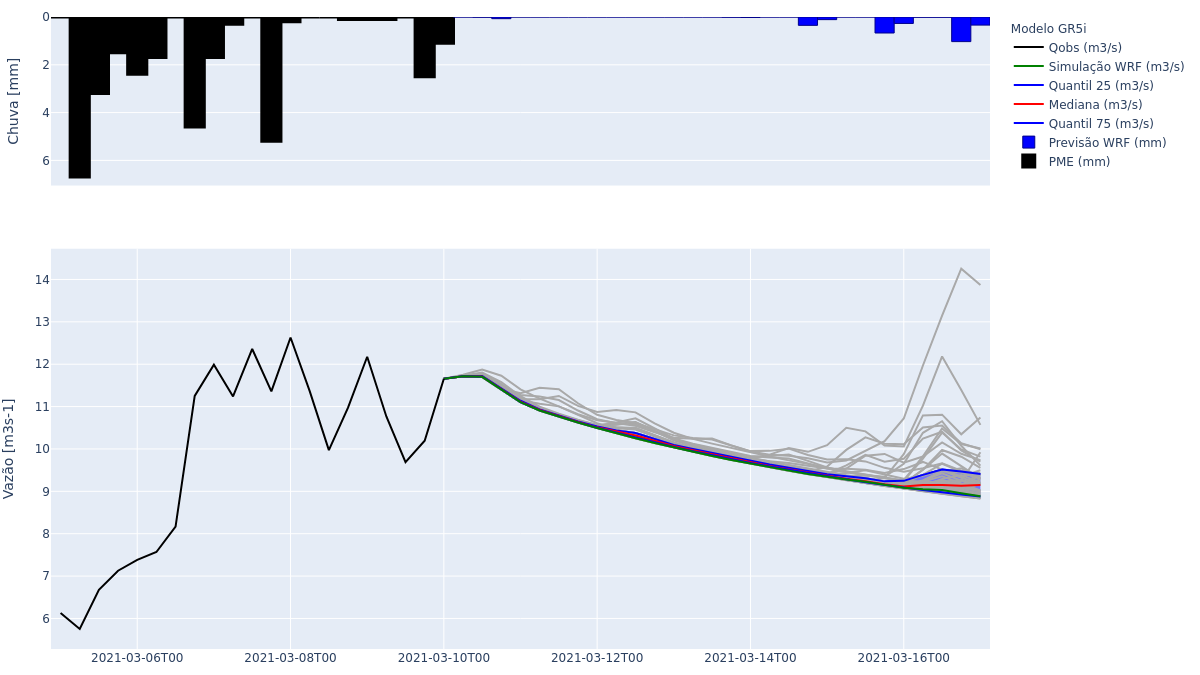 Chuva [mm]
0
2
4
6
Modelo GR5i
Qobs (m3/s)
Simulação WRF (m3/s)
Quantil 25 (m3/s)
Mediana (m3/s)
Quantil 75 (m3/s)
Previsão WRF (mm)
PME (mm)
Vazão [m3s-1]
14
13
12
11
10
9
8
7
6
2021-03-06T00
2021-03-08T00
2021-03-10T00
2021-03-12T00
2021-03-14T00
2021-03-16T00